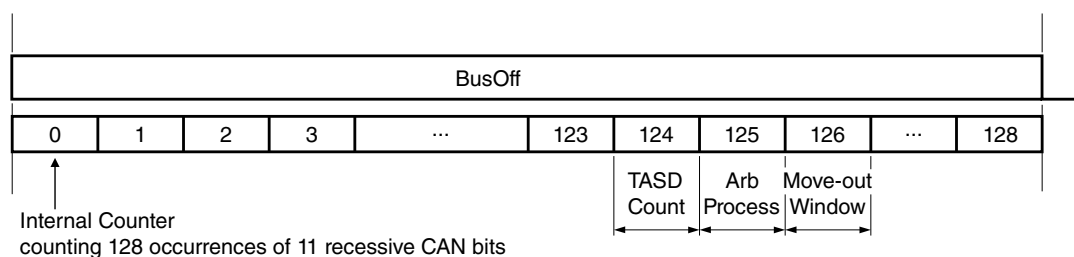 BusOff
0 1 2 3 ... 123 124 125 126 ... 128
TASD Arb Move-out
Count Process Window
Internal Counter
counting 128 occurrences of 11 recessive CAN bits